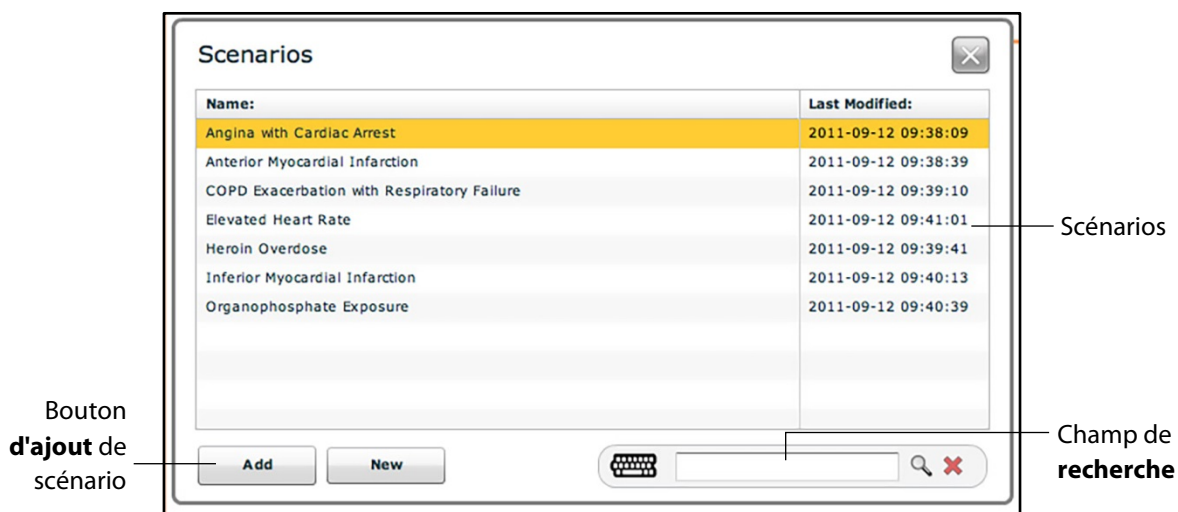 Scenarios
Name: Last Modified:
Angina with Cardiac Arrest 2011-09-12 09:38:09
Anterior Myocardial Infarction 2011-09-12 09:38:39
COPD Exacerbation with Respiratory Failure 2011-09-12 09:39:10
Elevated Heart Rate 2011-09-12 09:41:01
Scénarios
Heroin Overdose 2011-09-12 09:39:41
Inferior Myocardial Infarction 2011-09-12 09:40:13
Organophosphate Exposure 2011-09-12 09:40:39
Bouton
d'ajout de
scénario
Add New
Champ de
recherche